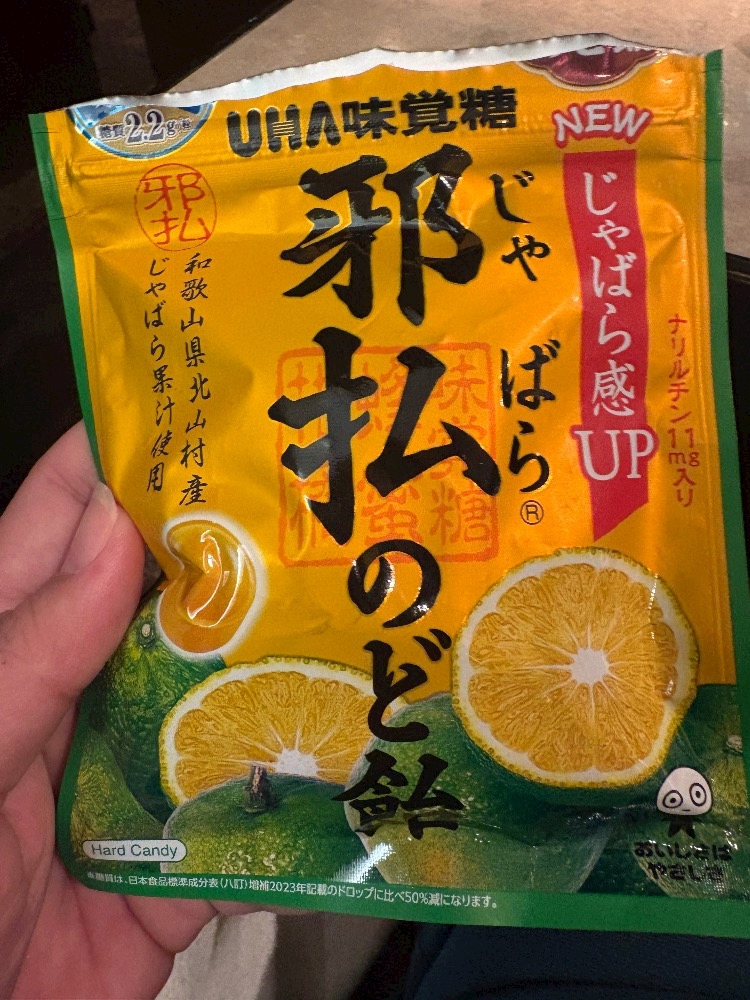 糖質2.2g/粒
UHA味覚糖
NEW
じゃばら感UP
ナリルチン11mg入り
邪払
じゃばら®
邪払のど飴
和歌山県北山村産
じゃばら果汁使用
味覚糖
Hard Candy
おいしさは
やさしさ
※糖質は、日本食品標準成分表(八訂)増補2023年記載のドロップに比べ50%減になります。